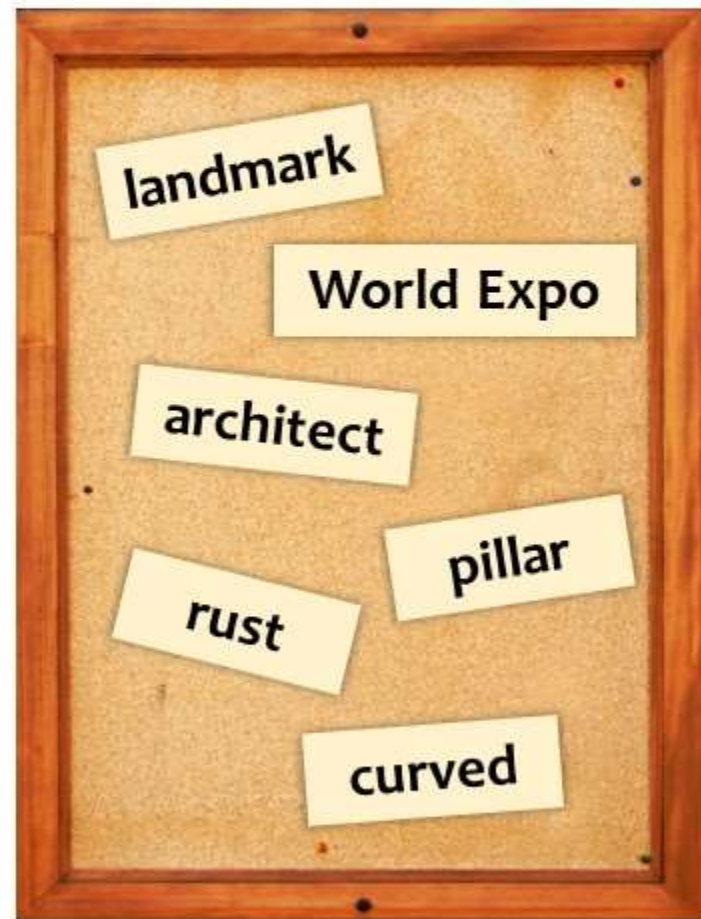 landmark
World Expo
architect
pillar
rust
curved